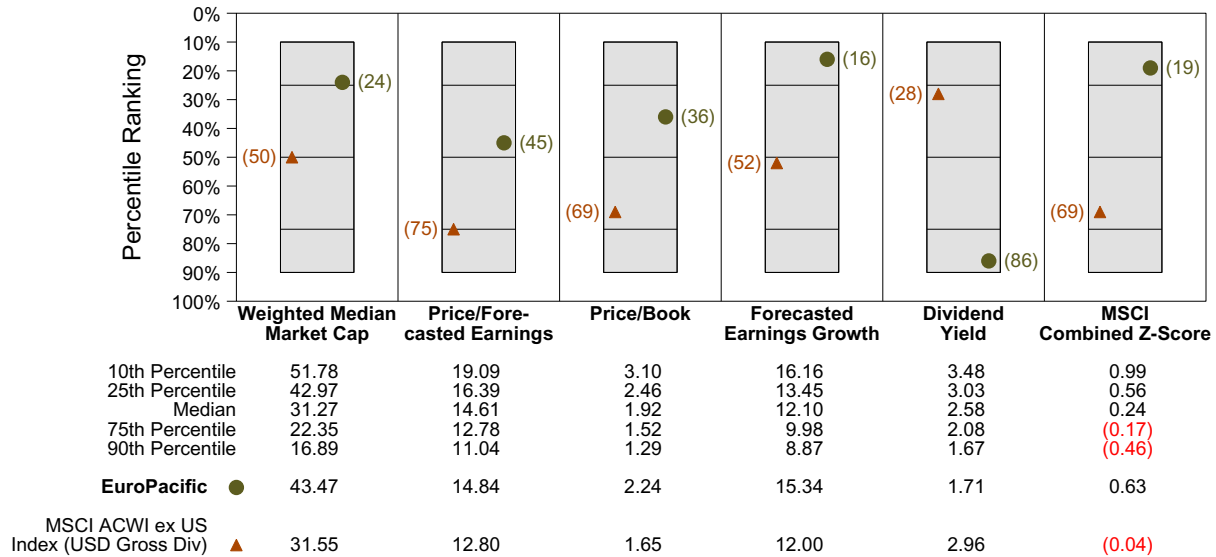 Percentile Ranking
0%
10%
20%
30%
40%
50%
60%
70%
80%
90%
100%
(24)
(50)
(45)
(75)
(36)
(69)
(16)
(52)
(28)
(86)
(19)
(69)
Weighted Median
Market Cap
Price/Fore-
casted Earnings
Price/Book
Forecasted
Earnings Growth
Dividend
Yield
MSCI
Combined Z-Score
10th Percentile 51.78 19.09 3.10 16.16 3.48 0.99
25th Percentile 42.97 16.39 2.46 13.45 3.03 0.56
Median 31.27 14.61 1.92 12.10 2.58 0.24
75th Percentile 22.35 12.78 1.52 9.98 2.08 (0.17)
90th Percentile 16.89 11.04 1.29 8.87 1.67 (0.46)
EuroPacific 43.47 14.84 2.24 15.34 1.71 0.63
MSCI ACWI ex US
Index (USD Gross Div) 31.55 12.80 1.65 12.00 2.96 (0.04)